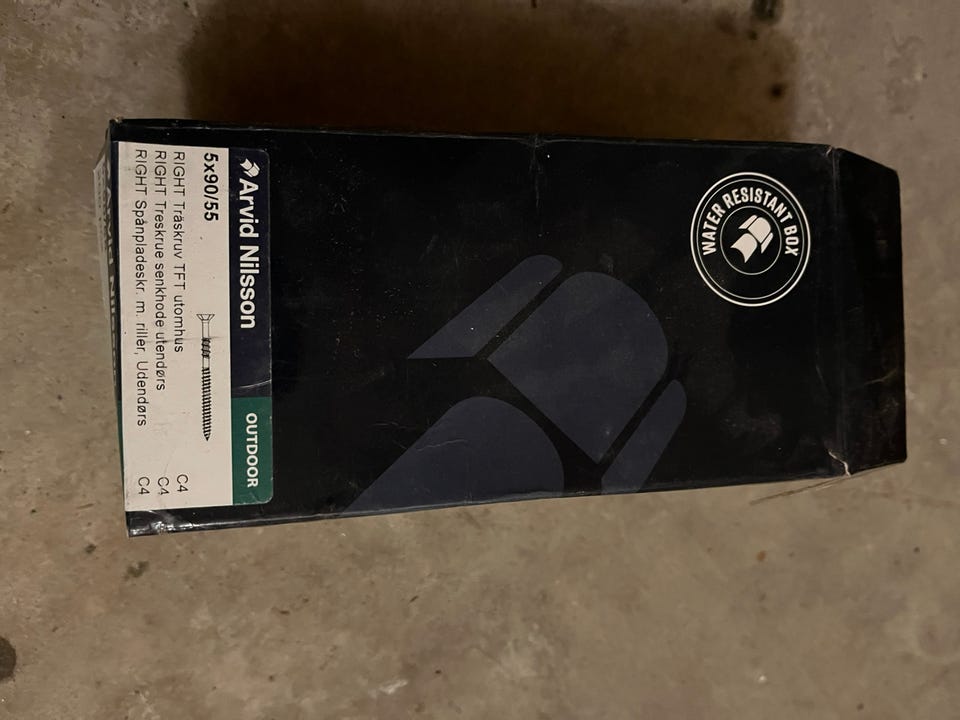 Arvid Nilsson
OUTDOOR
5x90/55
RIGHT Träskruv TFT utomhus C4
RIGHT Treskrue senkhode utendørs C4
RIGHT Spånpladeskr. m. riller, Udendørs C4
WATER RESISTANT BOX